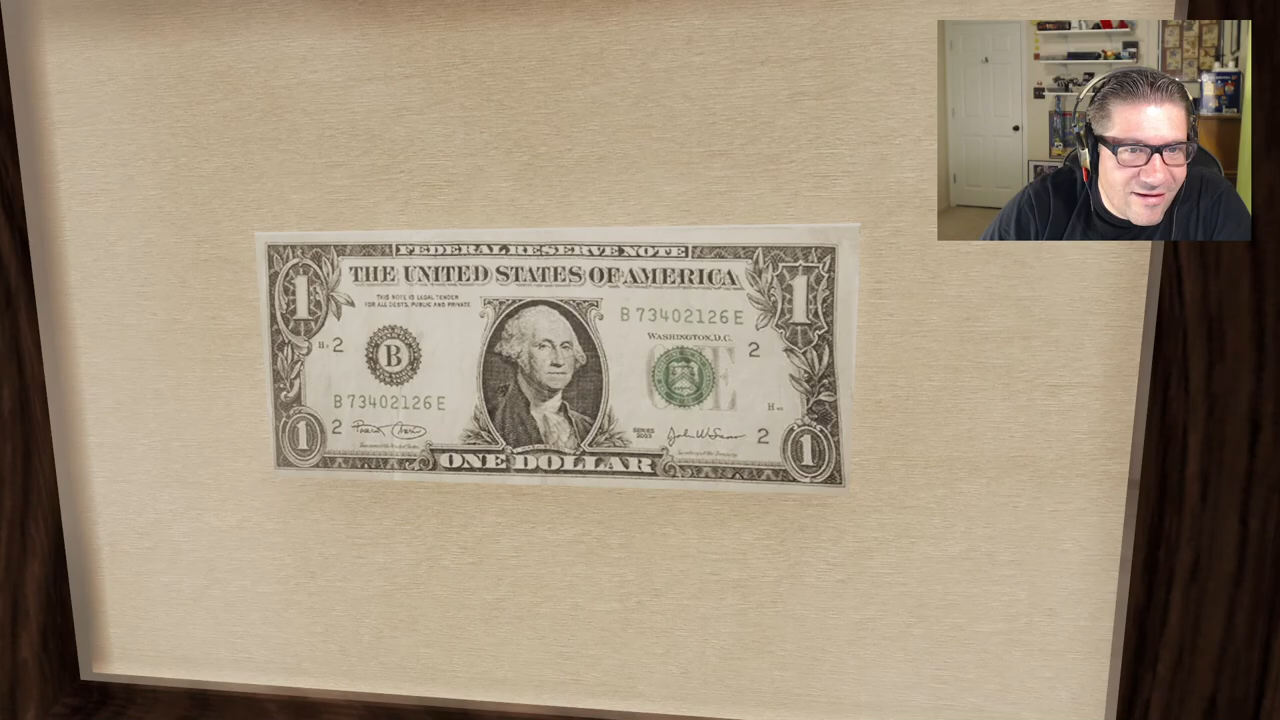 FEDERAL RESERVE NOTE
THE UNITED STATES OF AMERICA
THIS NOTE IS LEGAL TENDER
FOR ALL DEBTS, PUBLIC AND PRIVATE
B 73402126 E
WASHINGTON, D.C.
1
1
H 2
B
2
ONE
H
B 73402126 E
2
SERIES
2003
2
1
ONE DOLLAR
1